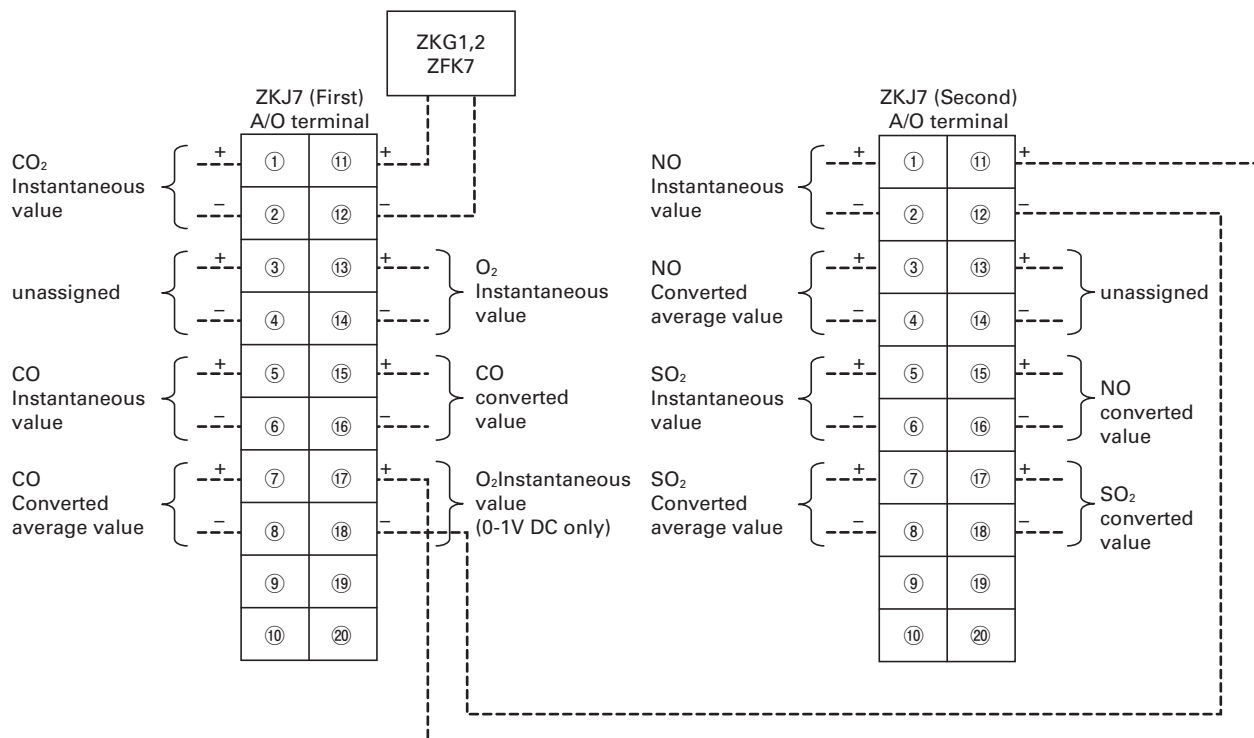 ZKG1,2
ZFK7
ZKJ7 (First)
A/O terminal
CO₂
Instantaneous
value
+ ① ⑪ +
– ② ⑫ –
unassigned
+ ③ ⑬ +
– ④ ⑭ –
O₂
Instantaneous
value
CO
Instantaneous
value
+ ⑤ ⑮ +
– ⑥ ⑯ –
CO
converted
value
CO
Converted
average value
+ ⑦ ⑰ +
– ⑧ ⑱ –
O₂Instantaneous
value
(0-1V DC only)
⑨ ⑲
⑩ ⑳
ZKJ7 (Second)
A/O terminal
NO
Instantaneous
value
+ ① ⑪ +
– ② ⑫ –
NO
Converted
average value
+ ③ ⑬ +
– ④ ⑭ –
unassigned
SO₂
Instantaneous
value
+ ⑤ ⑮ +
– ⑥ ⑯ –
NO
converted
value
SO₂
Converted
average value
+ ⑦ ⑰ +
– ⑧ ⑱ –
SO₂
converted
value
⑨ ⑲
⑩ ⑳